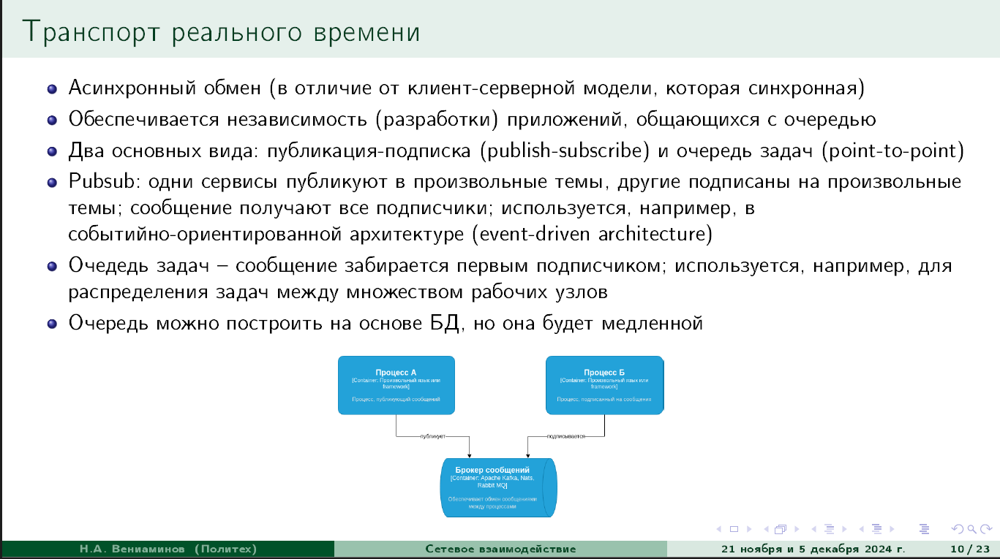 Транспорт реального времени
Асинхронный обмен (в отличие от клиент-серверной модели, которая синхронная)
Обеспечивается независимость (разработки) приложений, общающихся с очередью
Два основных вида: публикация-подписка (publish-subscribe) и очередь задач (point-to-point)
Pubsub: одни сервисы публикуют в произвольные темы, другие подписаны на произвольные
темы; сообщение получают все подписчики; используется, например, в
событийно-ориентированной архитектуре (event-driven architecture)
Очедедь задач – сообщение забирается первым подписчиком; используется, например, для
распределения задач между множеством рабочих узлов
Очередь можно построить на основе БД, но она будет медленной
Процесс А
[Container: Произвольный язык или
framework]
Процесс, публикующий сообщений
Процесс Б
[Container: Произвольный язык или
framework]
Процесс, подписанный на сообщения
публикует
подписывается
Брокер сообщений
[Container: Apache Kafka, Nats,
Rabbit MQ]
Обеспечивает обмен сообщениями
между процессами
Н.А. Вениаминов (Политех)
Сетевое взаимодействие
21 ноября и 5 декабря 2024 г.
10 / 23